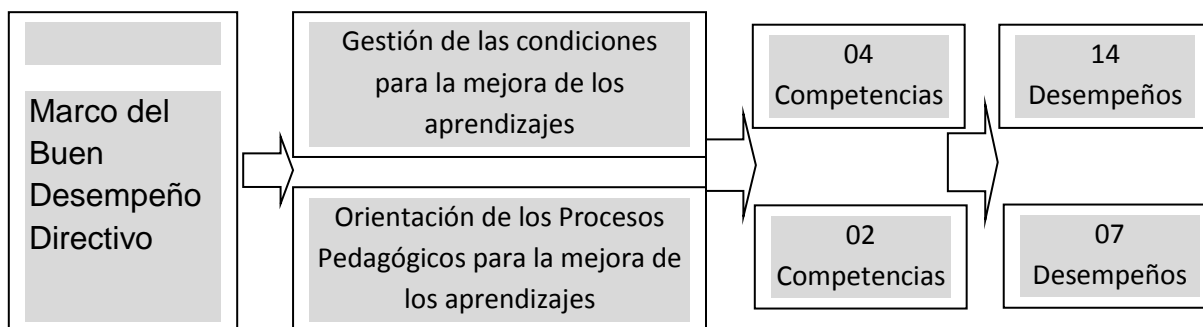 Marco del
Buen
Desempeño
Directivo
Gestión de las condiciones
para la mejora de los
aprendizajes
Orientación de los Procesos
Pedagógicos para la mejora de
los aprendizajes
04
Competencias
02
Competencias
14
Desempeños
07
Desempeños